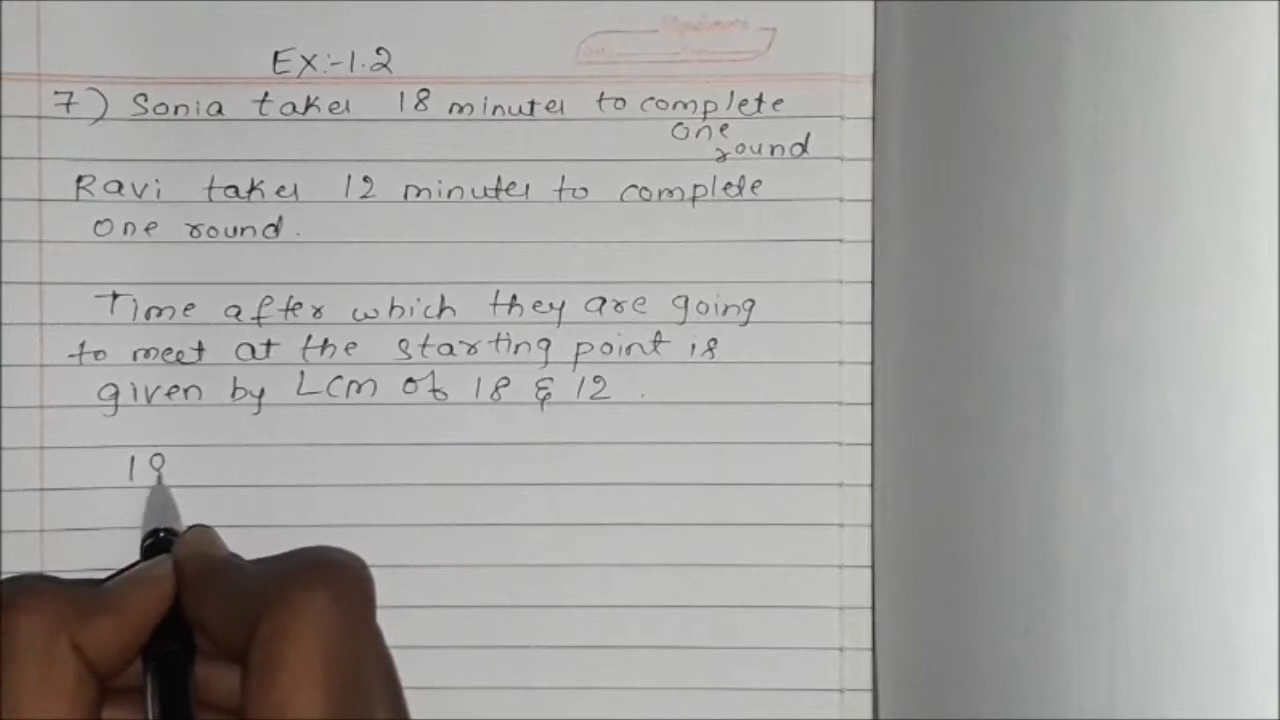 EX:-1.2
7) Sonia takes 18 minutes to complete
one
round
Ravi takes 12 minutes to complete
one round.
Time after which they are going
to meet at the starting point is
given by LCM of 18 & 12.
18